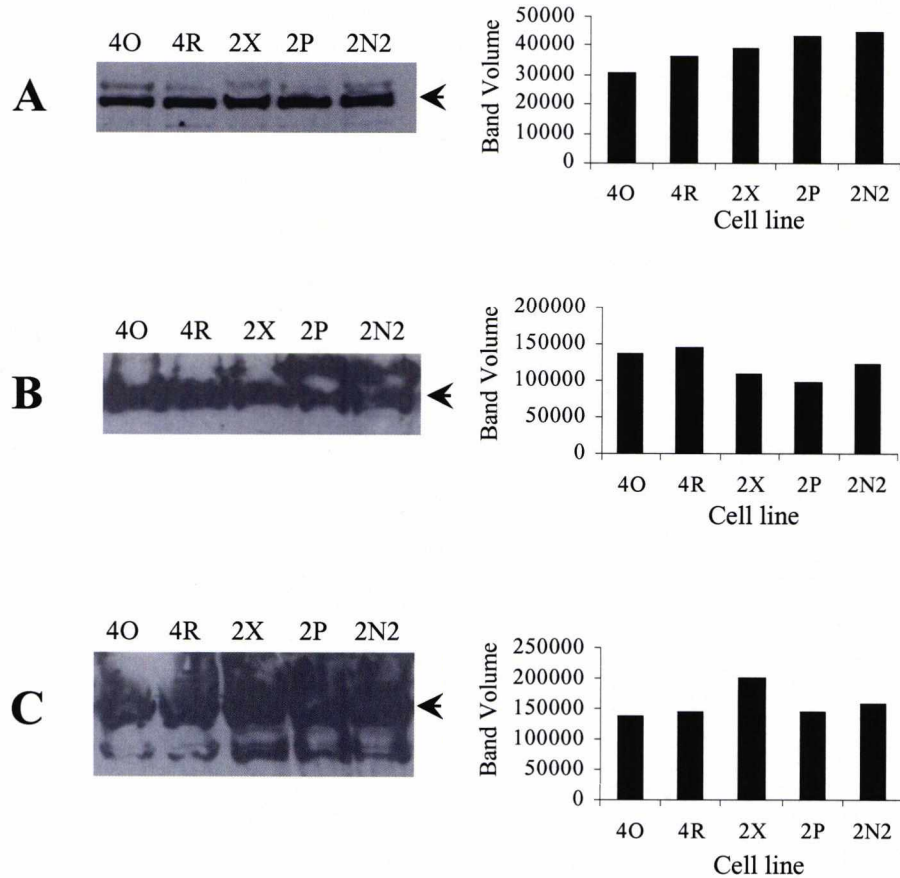 A
4O 4R 2X 2P 2N2
Band Volume
50000
40000
30000
20000
10000
0
4O 4R 2X 2P 2N2
Cell line
B
4O 4R 2X 2P 2N2
Band Volume
200000
150000
100000
50000
0
4O 4R 2X 2P 2N2
Cell line
C
4O 4R 2X 2P 2N2
Band Volume
250000
200000
150000
100000
50000
0
4O 4R 2X 2P 2N2
Cell line